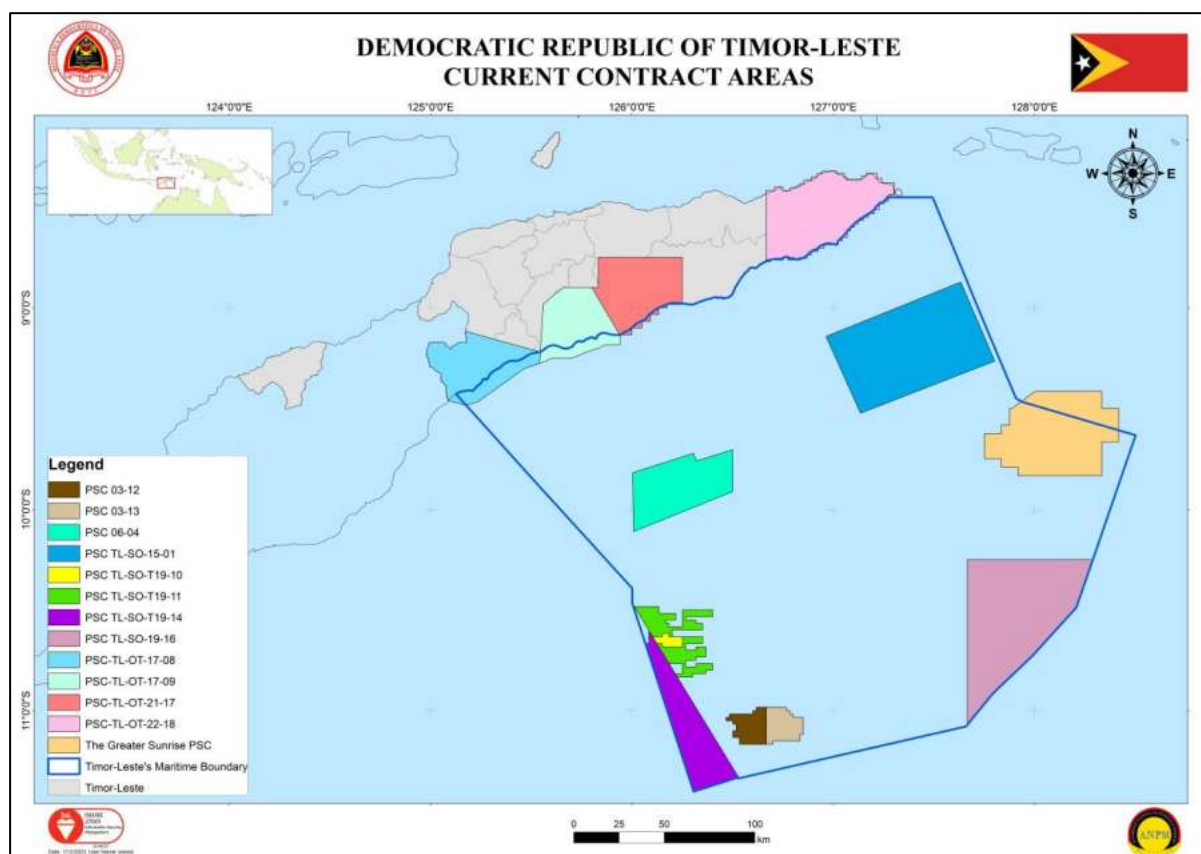 DEMOCRATIC REPUBLIC OF TIMOR-LESTE
CURRENT CONTRACT AREAS
124°0'0"E
125°0'0"E
126°0'0"E
127°0'0"E
128°0'0"E
N
W
E
S
9°0'0"S
10°0'0"S
11°0'0"S
Legend
PSC 03-12
PSC 03-13
PSC 06-04
PSC TL-SO-15-01
PSC TL-SO-T19-10
PSC TL-SO-T19-11
PSC TL-SO-T19-14
PSC TL-SO-19-16
PSC-TL-OT-17-08
PSC-TL-OT-17-09
PSC-TL-OT-21-17
PSC-TL-OT-22-18
The Greater Sunrise PSC
Timor-Leste's Maritime Boundary
Timor-Leste
0
25
50
100
km
ANPM